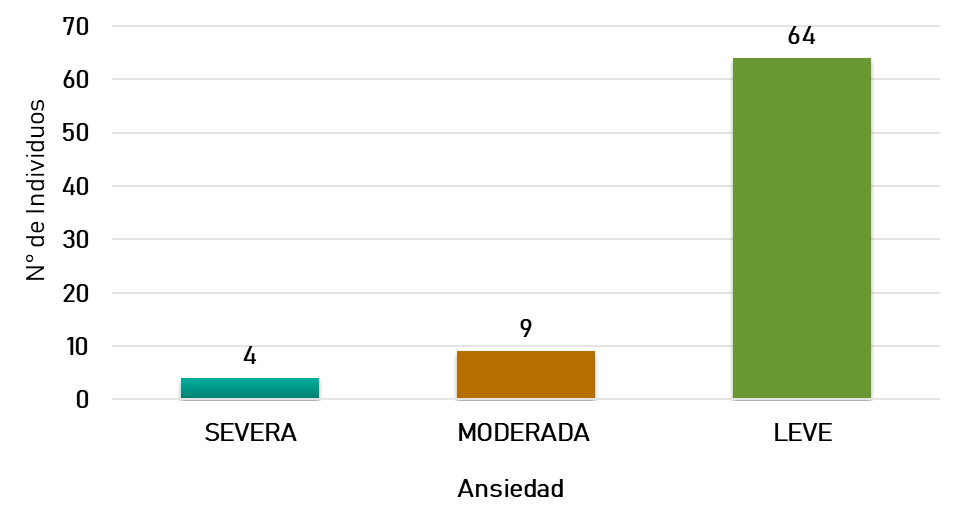 70
64
60
50
40
30
20
10
0
N° de Individuos
4
9
SEVERA
MODERADA
LEVE
Ansiedad